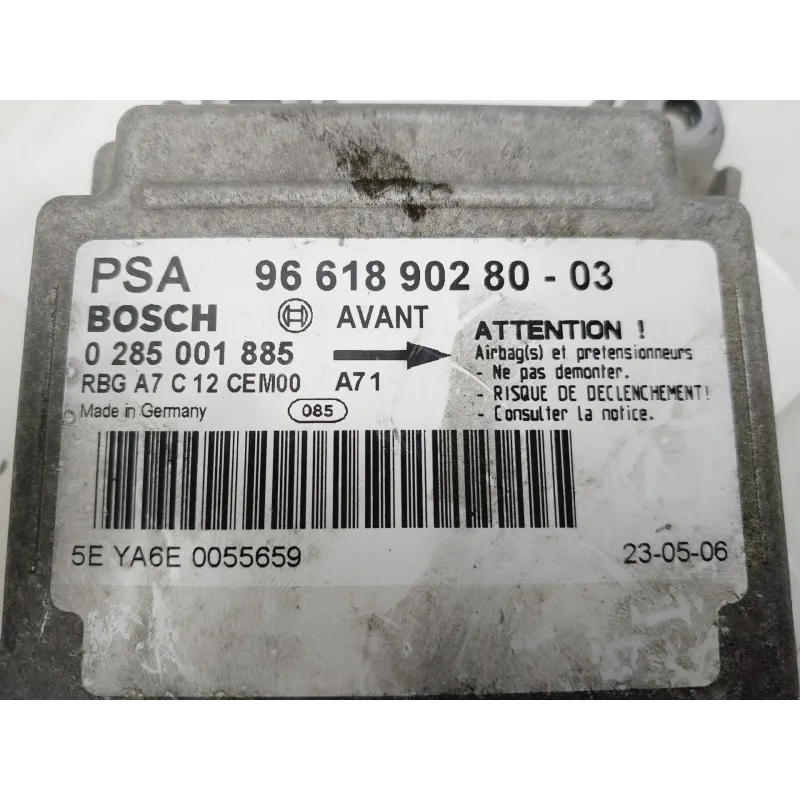 PSA 96 618 902 80 - 03
BOSCH AVANT
0 285 001 885
RBG A7 C 12 CEM00 A71
Made in Germany 085
ATTENTION !
Airbag(s) et pretensionneurs
- Ne pas demonter.
- RISQUE DE DECLENCHEMENT!
- Consulter la notice.
5E YA6E 0055659 23-05-06